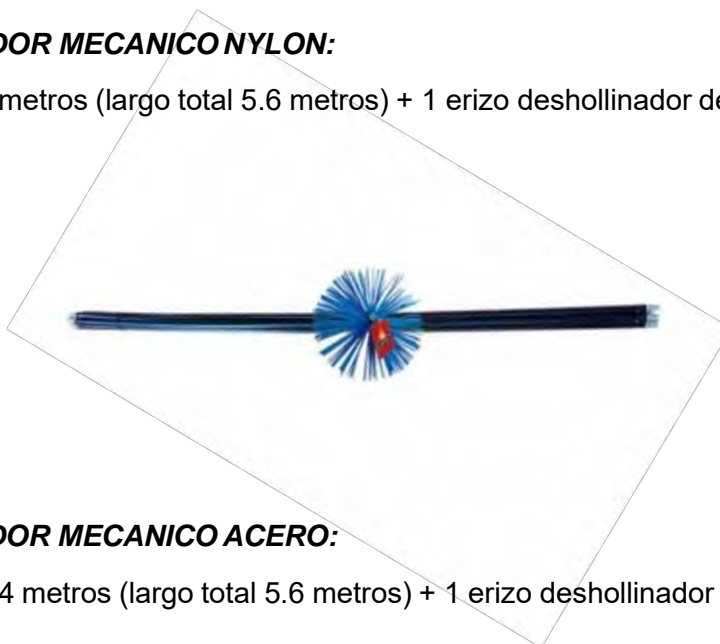 DOR MECANICO NYLON:
metros (largo total 5.6 metros) + 1 erizo deshollinador de
DOR MECANICO ACERO:
4 metros (largo total 5.6 metros) + 1 erizo deshollinador